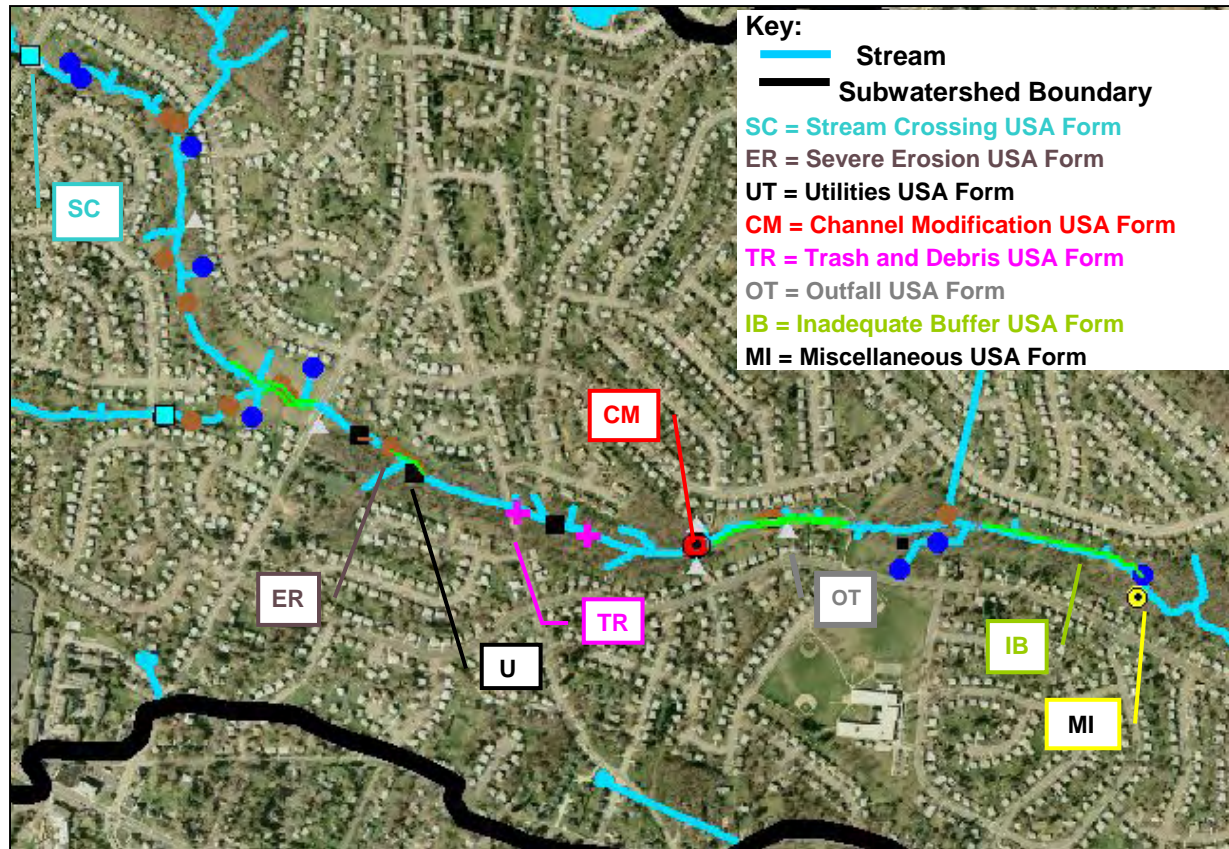 Key:
Stream
Subwatershed Boundary
SC = Stream Crossing USA Form
ER = Severe Erosion USA Form
UT = Utilities USA Form
CM = Channel Modification USA Form
TR = Trash and Debris USA Form
OT = Outfall USA Form
IB = Inadequate Buffer USA Form
MI = Miscellaneous USA Form
SC
CM
ER
OT
TR
IB
U
MI